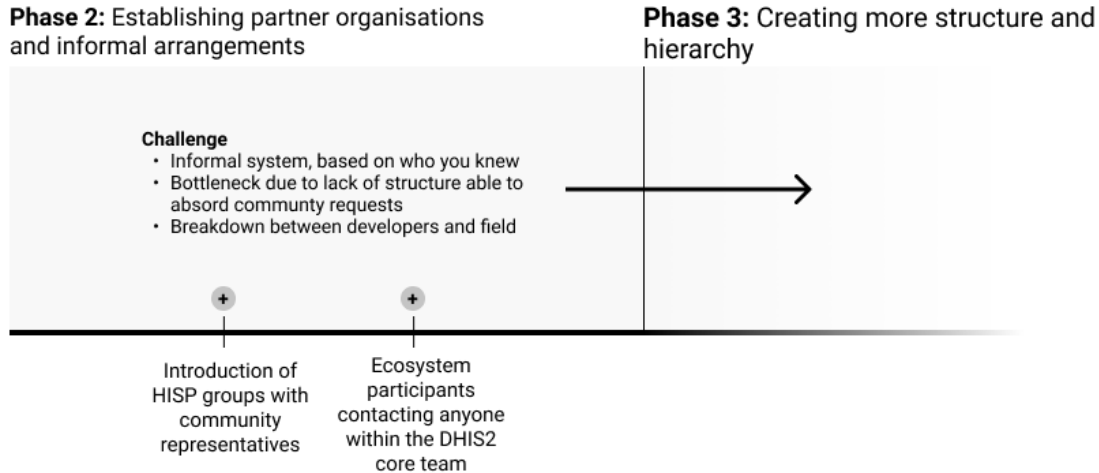 Phase 2: Establishing partner organisations
and informal arrangements
Phase 3: Creating more structure and
hierarchy
Challenge
• Informal system, based on who you knew
• Bottleneck due to lack of structure able to
absord communty requests
• Breakdown between developers and field
+
+
Introduction of
HISP groups with
community
representatives
Ecosystem
participants
contacting anyone
within the DHIS2
core team